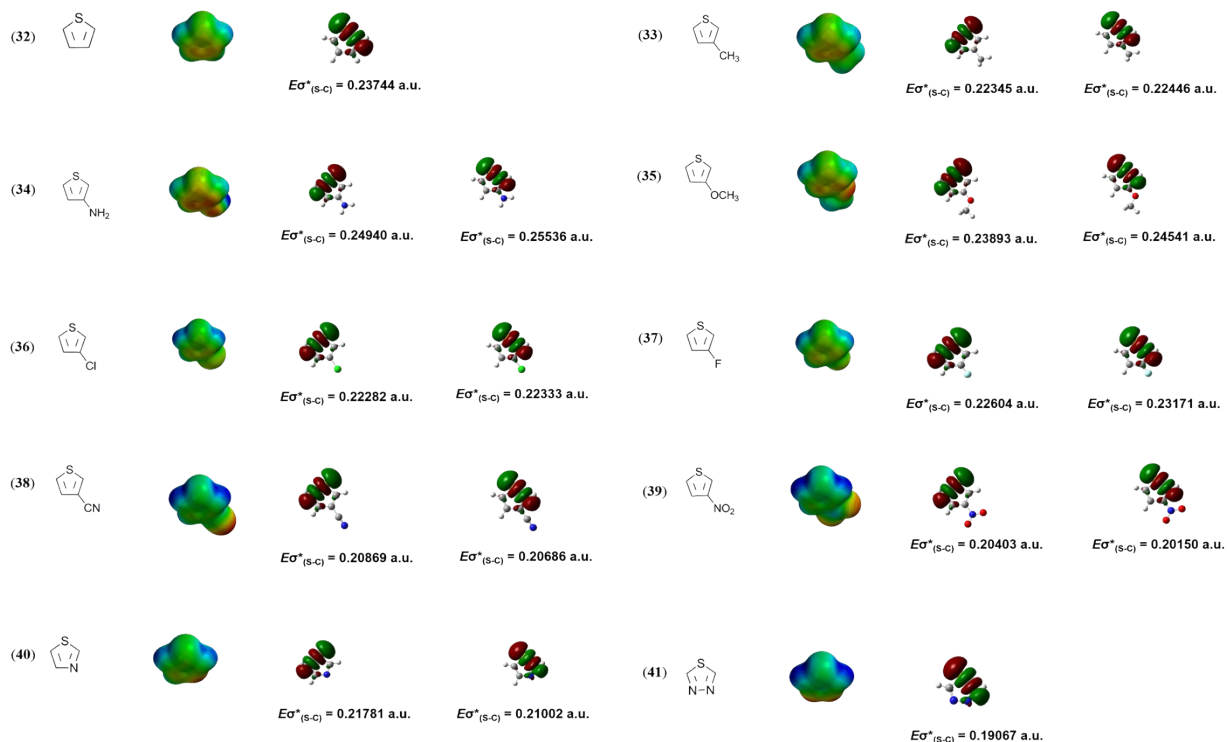 (32) S
Eσ*(S-C) = 0.23744 a.u.
(33) S CH3
Eσ*(S-C) = 0.22345 a.u. Eσ*(S-C) = 0.22446 a.u.
(34) S NH2
Eσ*(S-C) = 0.24940 a.u. Eσ*(S-C) = 0.25536 a.u.
(35) S OCH3
Eσ*(S-C) = 0.23893 a.u. Eσ*(S-C) = 0.24541 a.u.
(36) S Cl
Eσ*(S-C) = 0.22282 a.u. Eσ*(S-C) = 0.22333 a.u.
(37) S F
Eσ*(S-C) = 0.22604 a.u. Eσ*(S-C) = 0.23171 a.u.
(38) S CN
Eσ*(S-C) = 0.20869 a.u. Eσ*(S-C) = 0.20686 a.u.
(39) S NO2
Eσ*(S-C) = 0.20403 a.u. Eσ*(S-C) = 0.20150 a.u.
(40) S N
Eσ*(S-C) = 0.21781 a.u. Eσ*(S-C) = 0.21002 a.u.
(41) S N-N
Eσ*(S-C) = 0.19067 a.u.